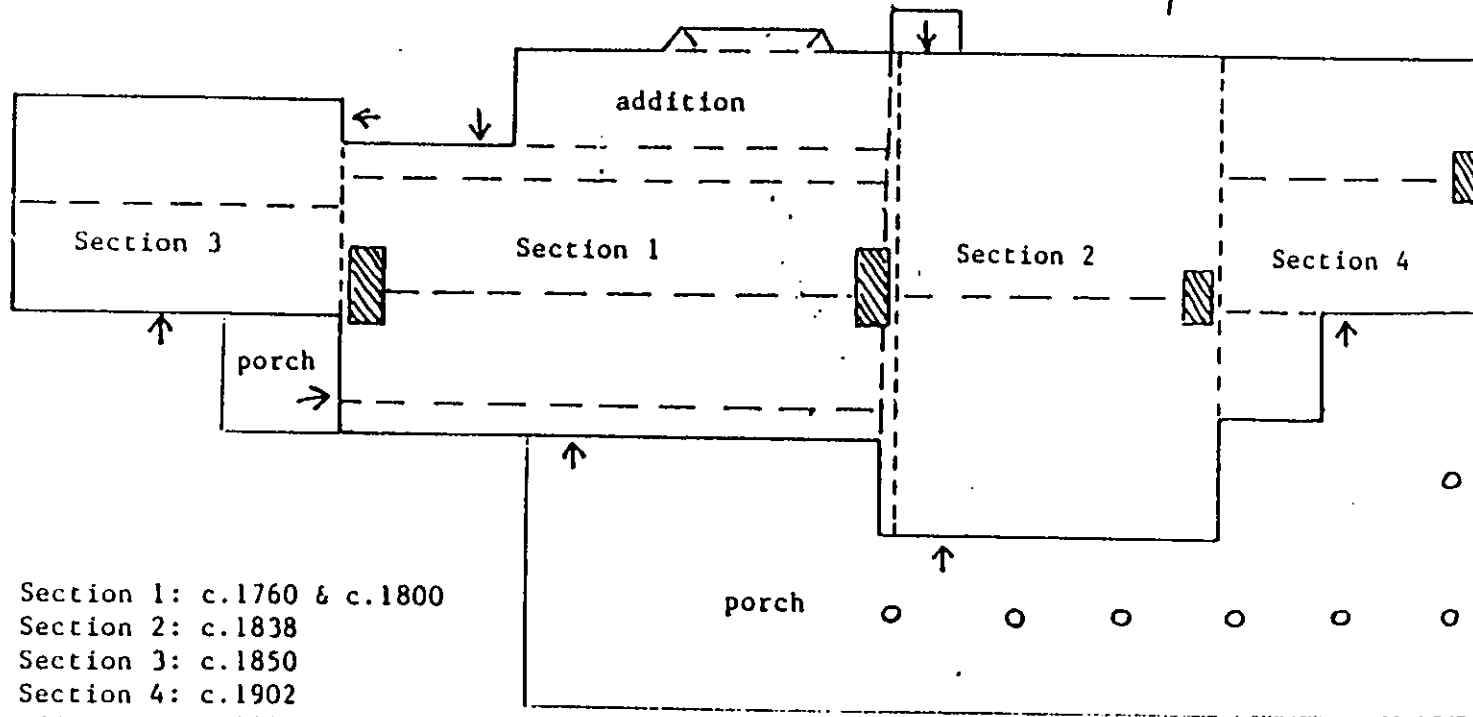 addition
Section 3
Section 1
Section 2
Section 4
porch
porch
Section 1: c.1760 & c.1800
Section 2: c.1838
Section 3: c.1850
Section 4: c.1902